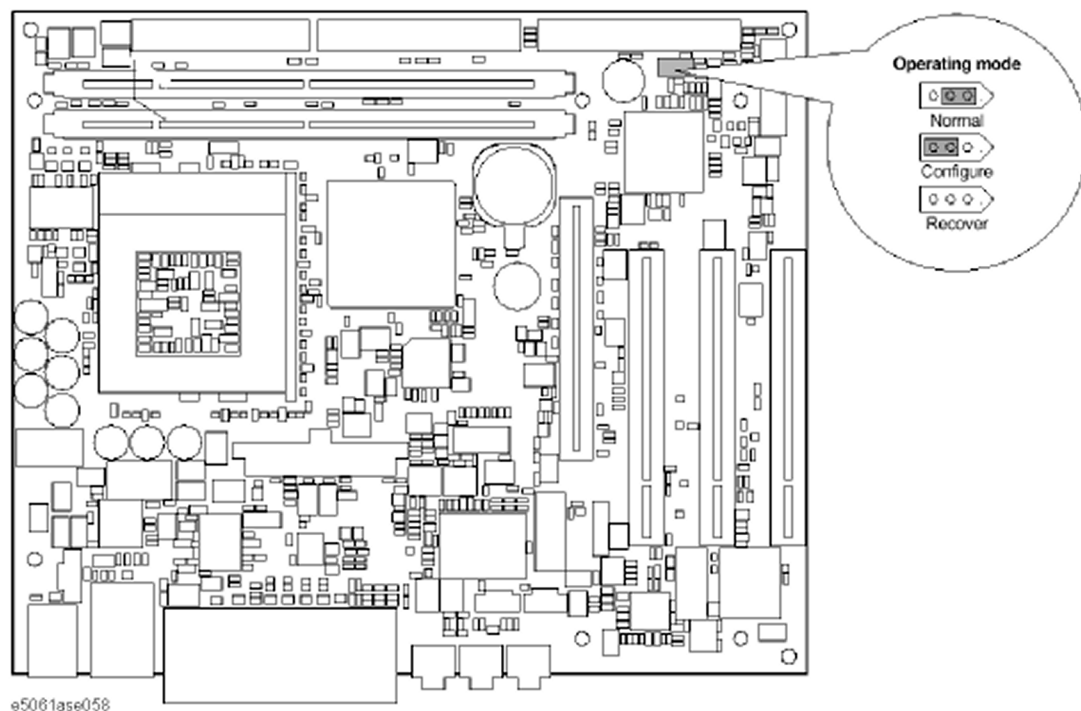 Operating mode
Normal
Configure
Recover
e5061ase058